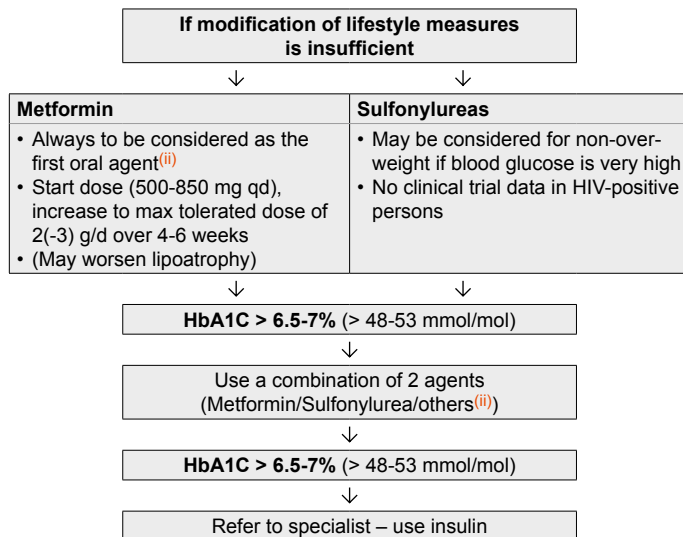 If modification of lifestyle measures
is insufficient
Metformin
• Always to be considered as the
first oral agent(ii)
• Start dose (500-850 mg qd),
increase to max tolerated dose of
2(-3) g/d over 4-6 weeks
• (May worsen lipoatrophy)
Sulfonylureas
• May be considered for non-over-
weight if blood glucose is very high
• No clinical trial data in HIV-positive
persons
HbA1C > 6.5-7% (> 48-53 mmol/mol)
Use a combination of 2 agents
(Metformin/Sulfonylurea/others(ii))
HbA1C > 6.5-7% (> 48-53 mmol/mol)
Refer to specialist – use insulin